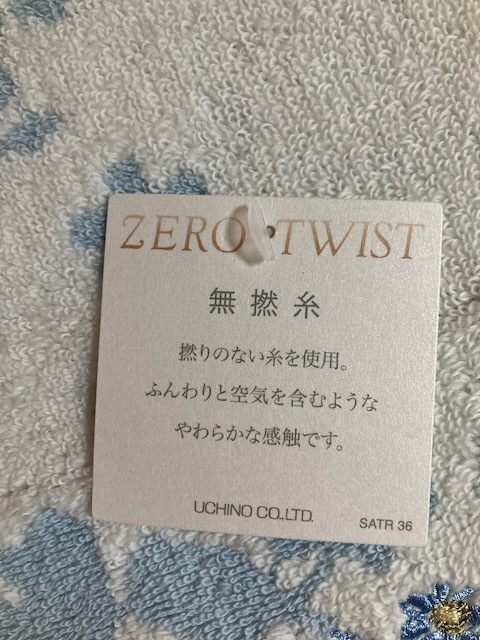 ZERO TWIST
無撚糸
撚りのない糸を使用。
ふんわりと空気を含むような
やわらかな感触です。
UCHINO CO.,LTD.
SATR 36